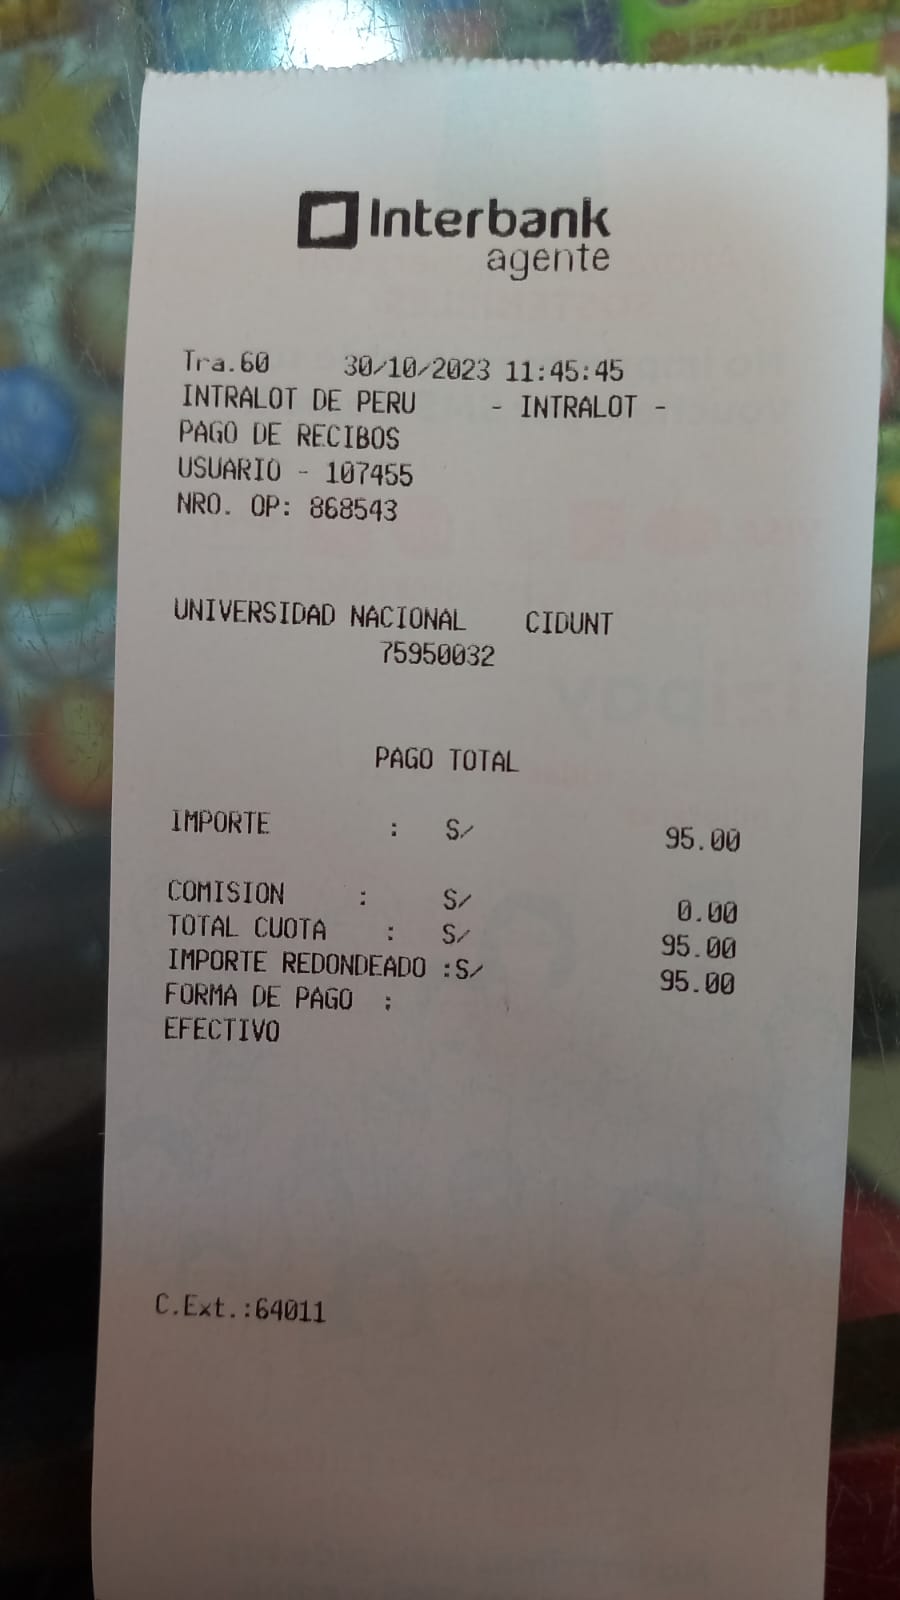 Interbank
agente
Tra.60 30/10/2023 11:45:45
INTRALOT DE PERU - INTRALOT -
PAGO DE RECIBOS
USUARIO - 107455
NRO. OP: 868543
UNIVERSIDAD NACIONAL CIDUNT
75950032
PAGO TOTAL
IMPORTE : S/ 95.00
COMISION : S/ 0.00
TOTAL CUOTA : S/ 95.00
IMPORTE REDONDEADO :S/ 95.00
FORMA DE PAGO :
EFECTIVO
C.Ext.:64011